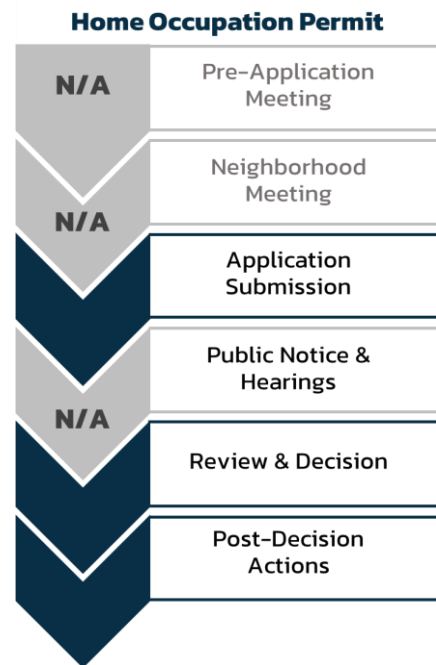 Home Occupation Permit
N/A
Pre-Application
Meeting
Neighborhood
Meeting
N/A
Application
Submission
Public Notice &
Hearings
N/A
Review & Decision
Post-Decision
Actions